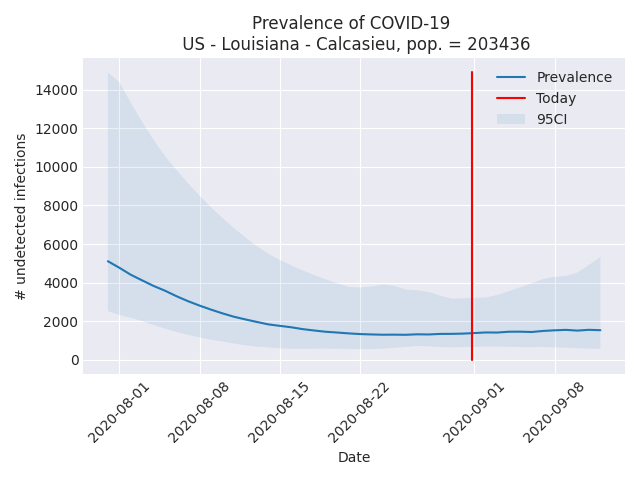 Prevalence of COVID-19
US - Louisiana - Calcasieu, pop. = 203436
Prevalence
Today
95CI
14000
12000
10000
8000
6000
4000
2000
0
# undetected infections
2020-08-01
2020-08-08
2020-08-15
2020-08-22
2020-09-01
2020-09-08
Date